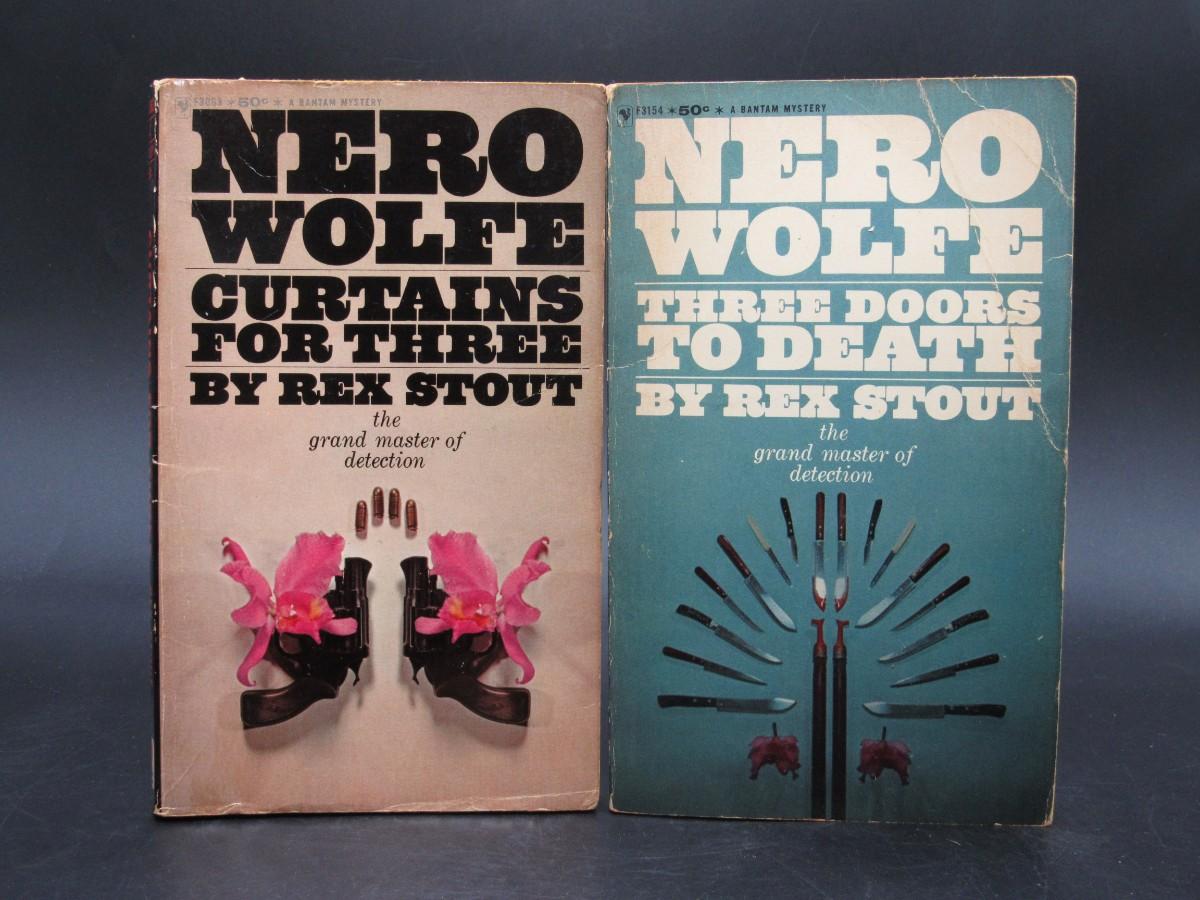 *50¢* A BANTAM MYSTERY
NERO
WOLFE
CURTAINS
FOR THREE
BY REX STOUT
the
grand master of
detection
F3154 *50¢* A BANTAM MYSTERY
NERO
WOLFE
THREE DOORS
TO DEATH
BY REX STOUT
the
grand master of
detection